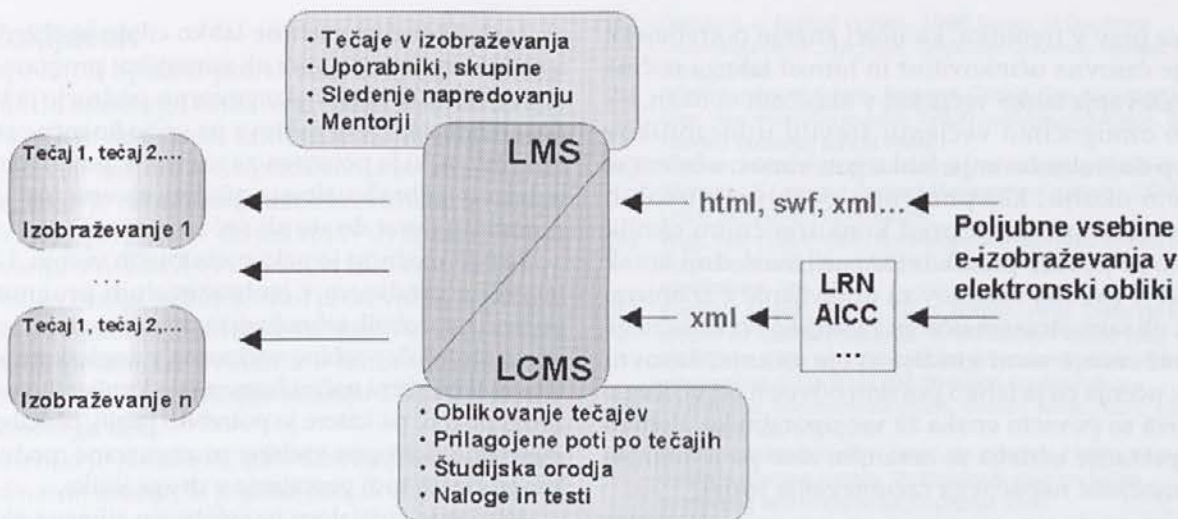 • Tečaje v izobraževanja
• Uporabniki, skupine
• Sledenje napredovanju
• Mentorji
LMS
Tečaj 1, tečaj 2,...
Izobraževanje 1
....
Tečaj 1, tečaj 2,...
Izobraževanje n
html, swf, xml,..
Poljubne vsebine
e-izobraževanja v
elektronski obliki
LRN
AICC
...
xml
LCMS
• Oblikovanje tečajev
• Prilagojene poti po tečajih
• Študijska orodja
• Naloge in testi